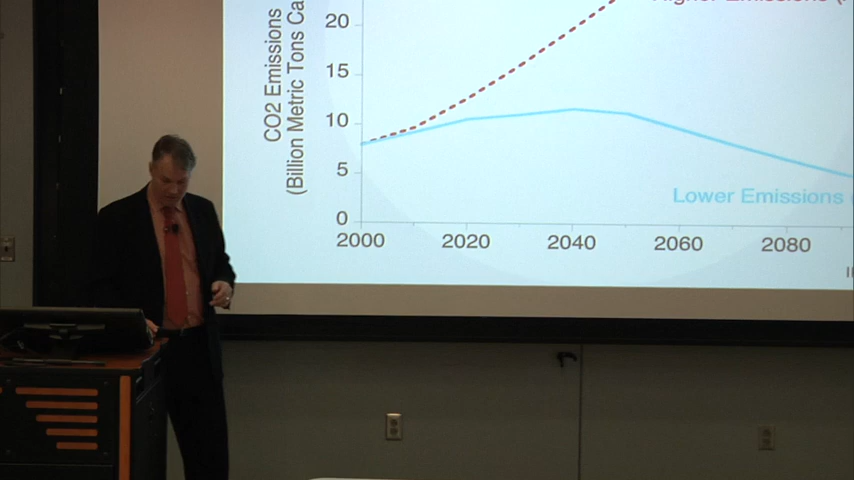 Higher Emissions (
20
15
10
5
0
CO2 Emissions
(Billion Metric Tons Ca
Lower Emissions
2000 2020 2040 2060 2080